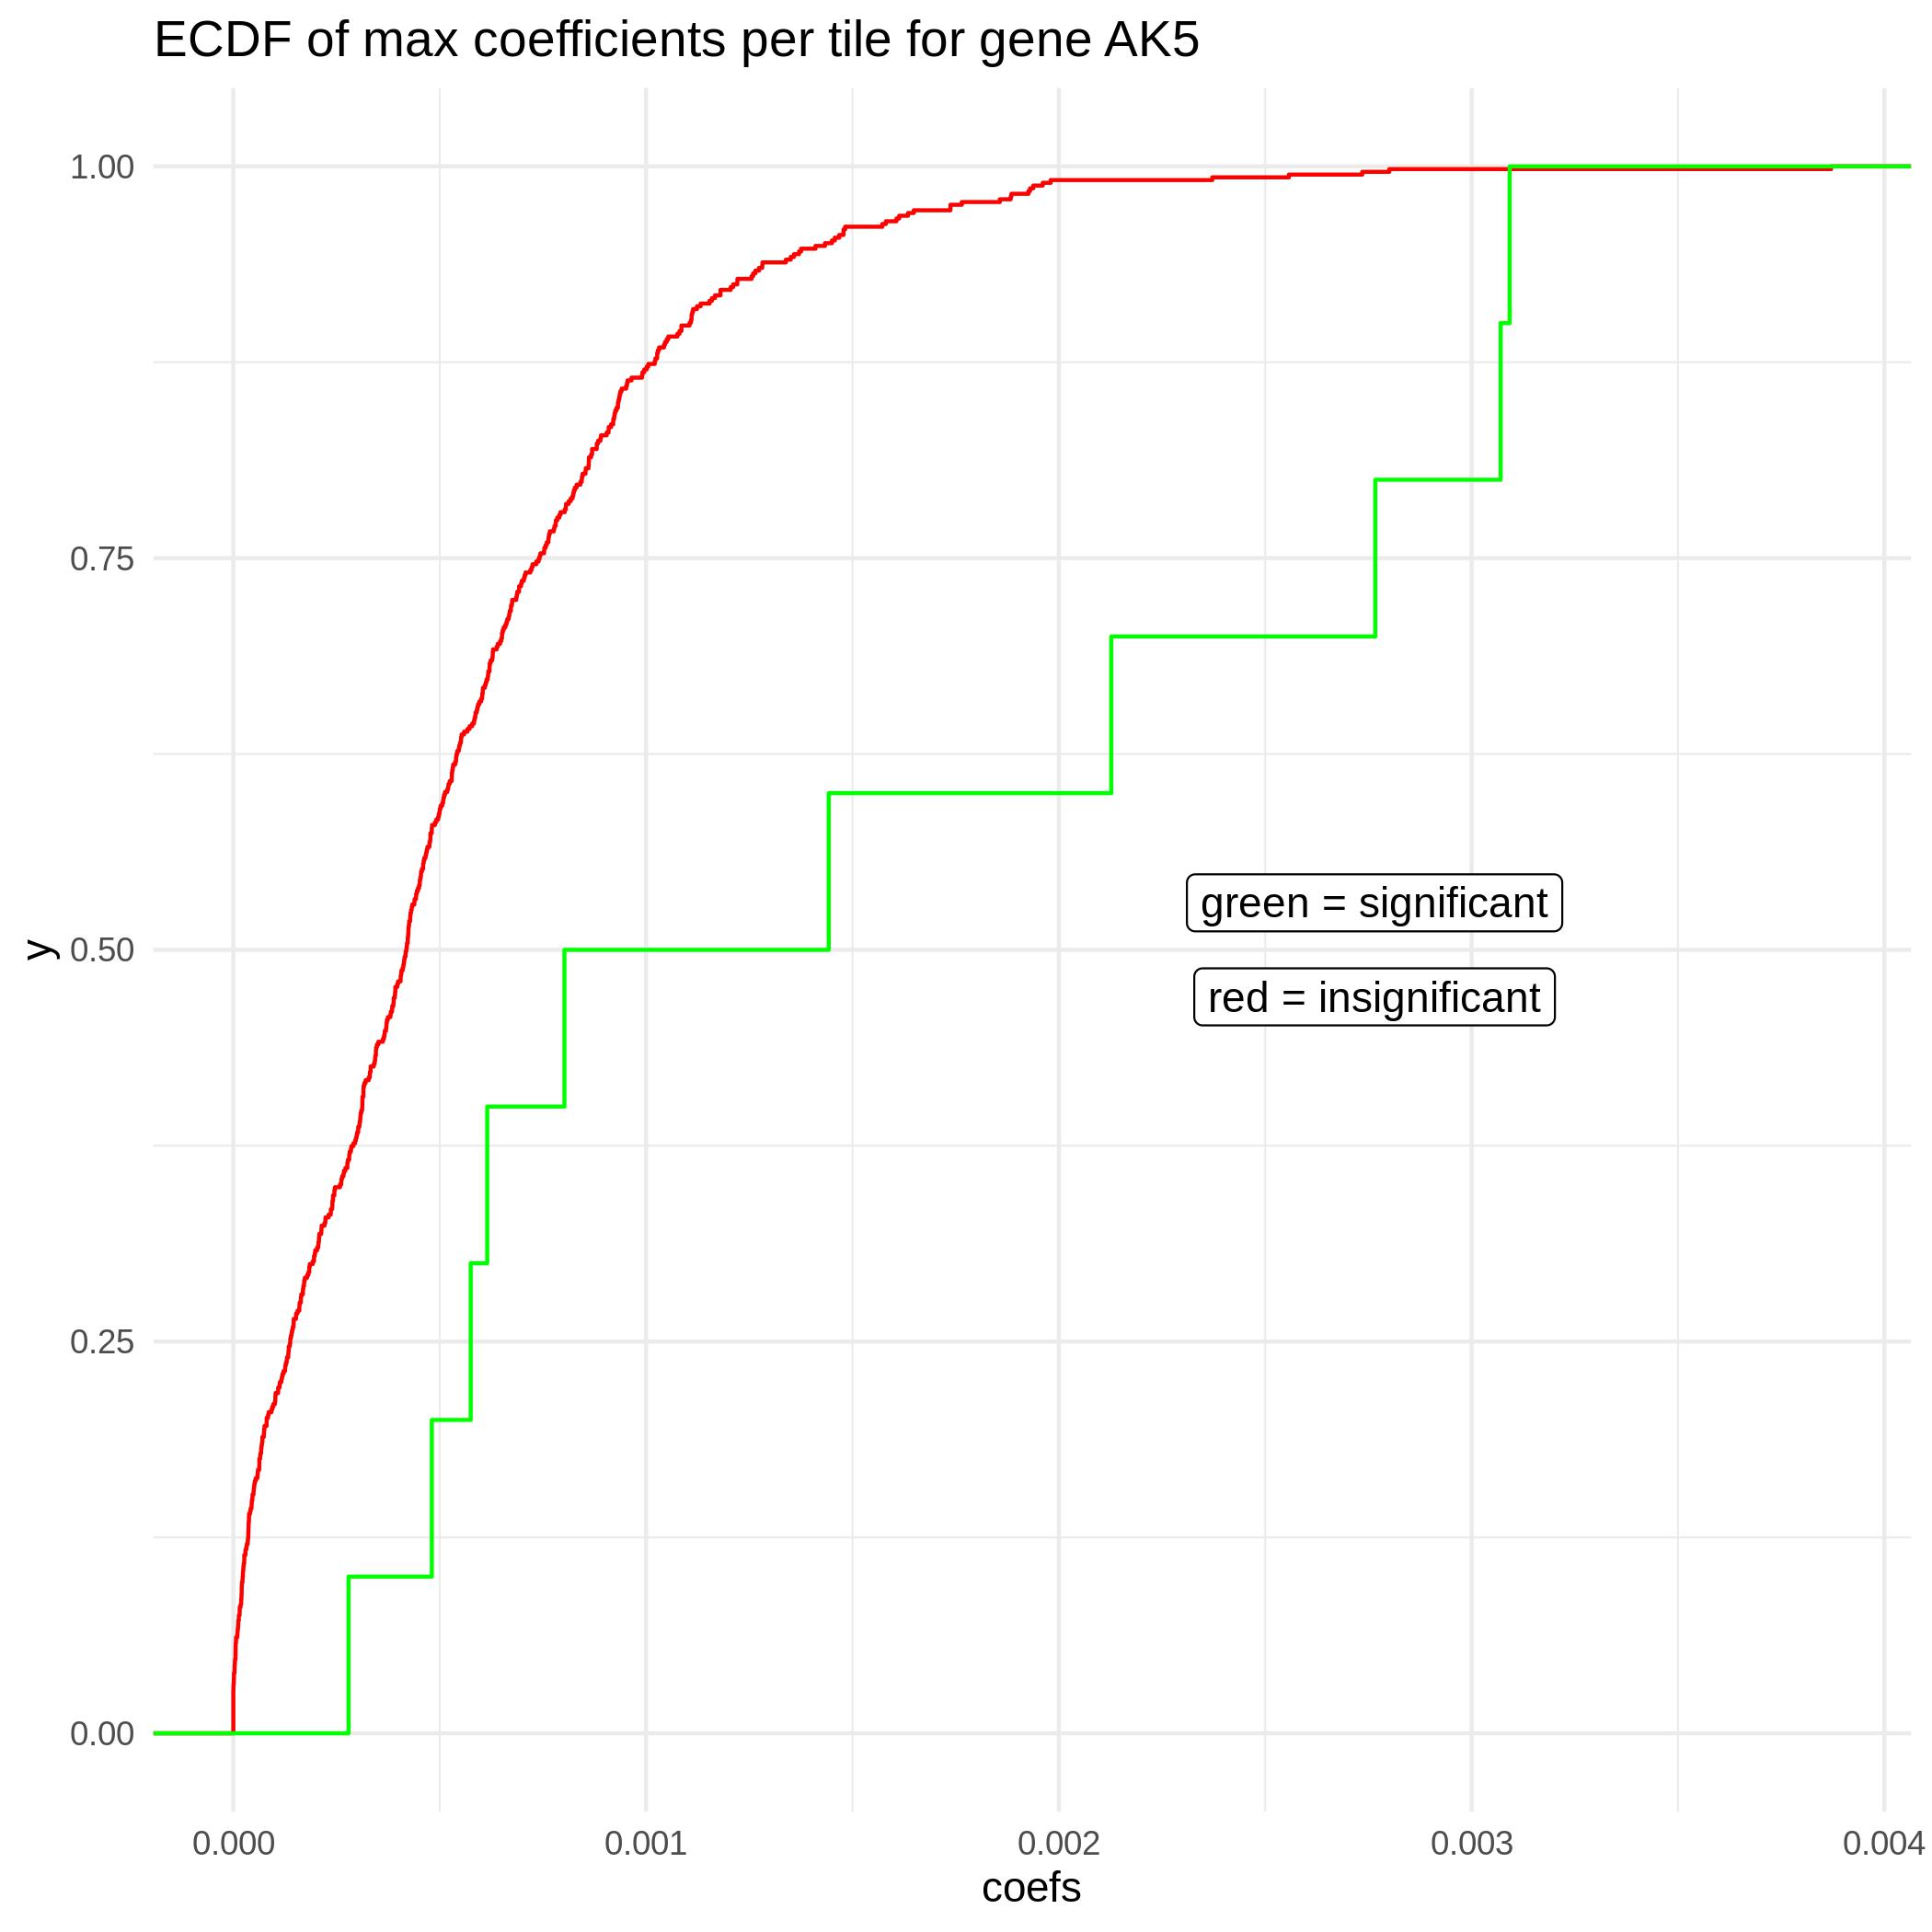 ECDF of max coefficients per tile for gene AK5
1.00
0.75
y
0.50
0.25
0.00
green = significant
red = insignificant
0.000 0.001 0.002 0.003 0.004
coefs